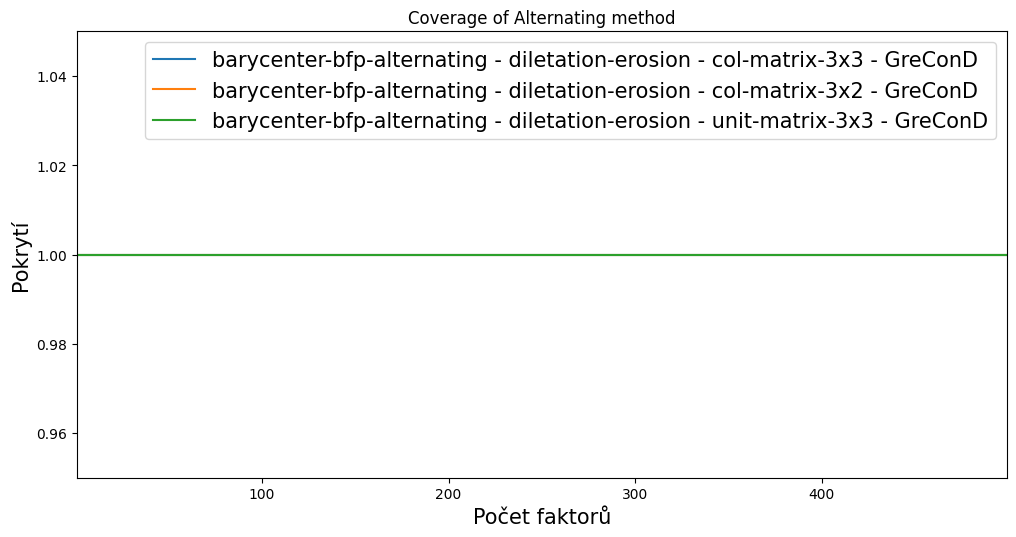 Coverage of Alternating method
barycenter-bfp-alternating - diletation-erosion - col-matrix-3x3 - GreConD
barycenter-bfp-alternating - diletation-erosion - col-matrix-3x2 - GreConD
barycenter-bfp-alternating - diletation-erosion - unit-matrix-3x3 - GreConD
1.04
1.02
1.00
0.98
0.96
Pokrytí
100 200 300 400
Počet faktorů